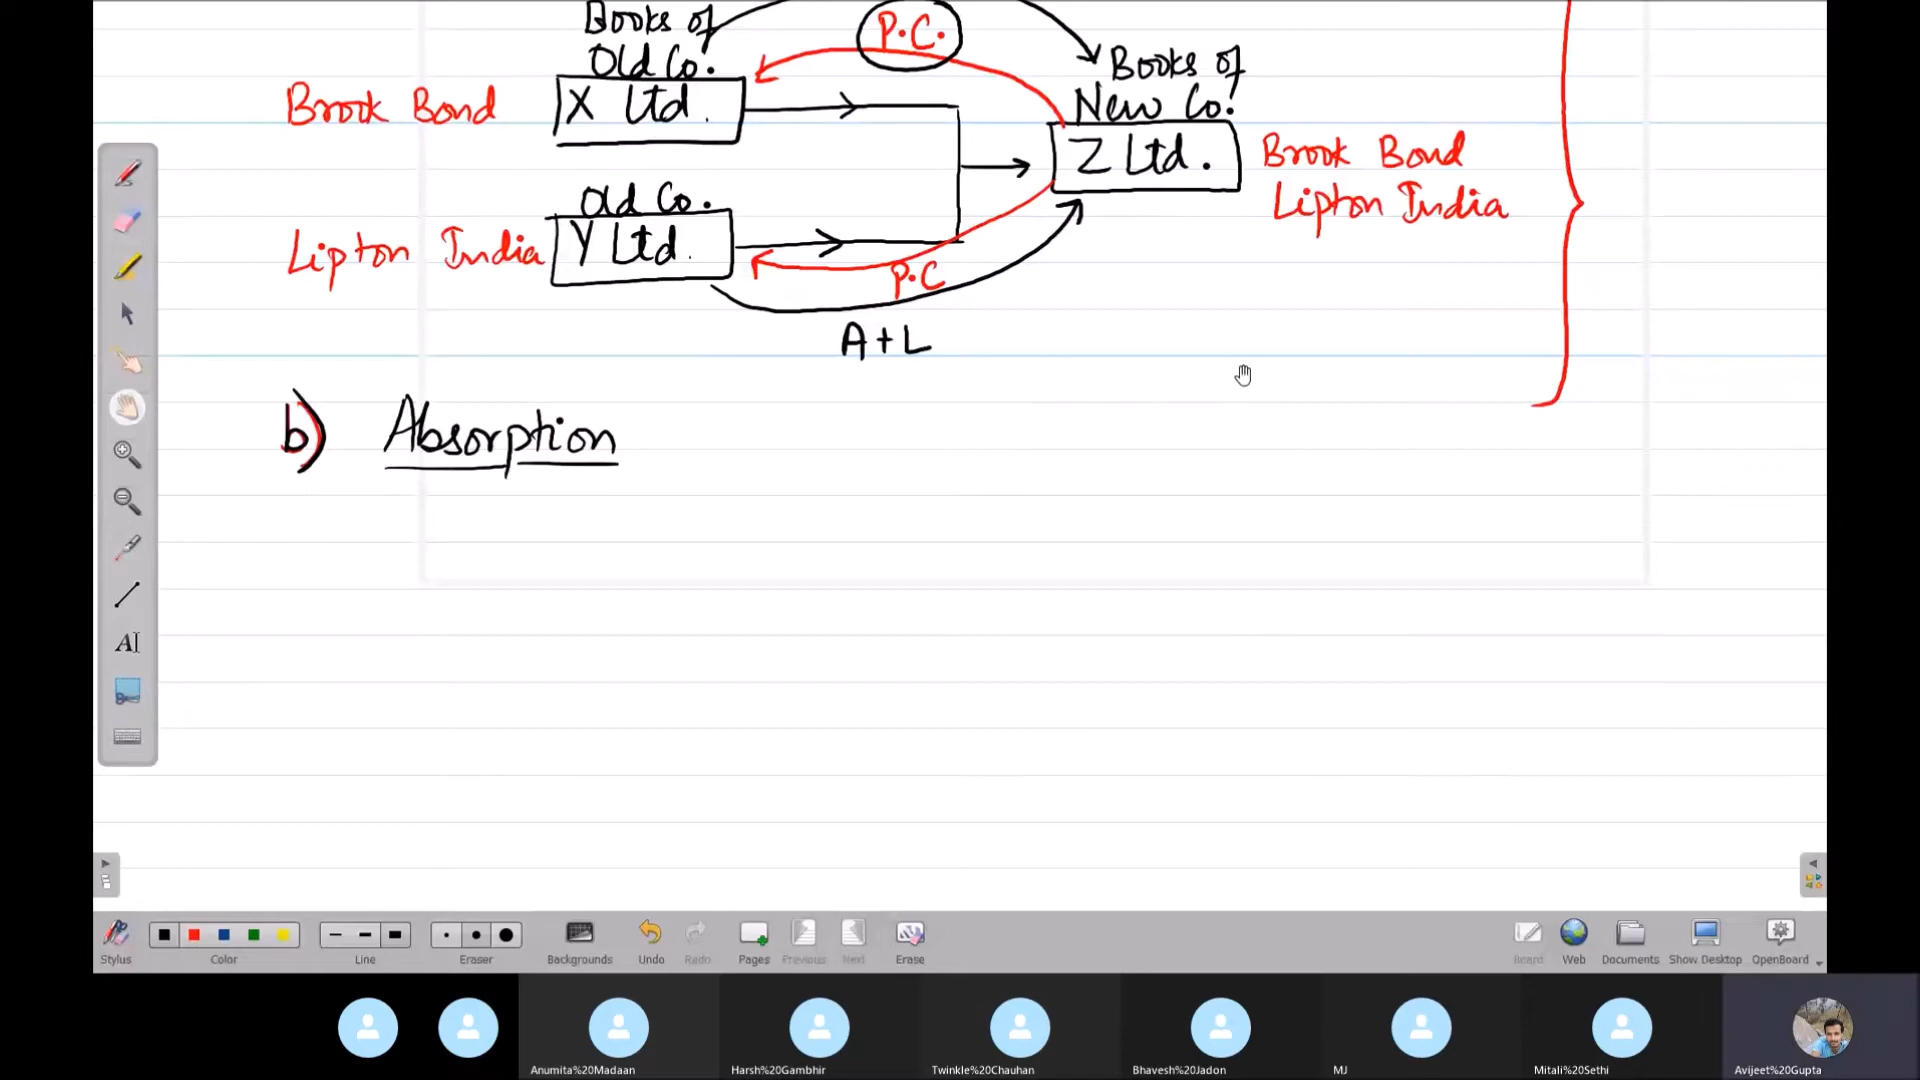 Books of
Old Co!
P.C.
Books of
New Co!
Brook Bond
X Ltd.
Z Ltd.
Brook Bond
Lipton India
Old Co.
Lipton India
Y Ltd.
P.C
A+L
b) Absorption
AI
Stylus
Color
Line
Eraser
Backgrounds
Undo
Redo
Pages
Previous
Next
Erase
Board
Web
Documents
Show Desktop
OpenBoard
Anumita%20Madaan
Harsh%20Gambhir
Twinkle%20Chauhan
Bhavesh%20Jadon
MJ
Mitali%20Sethi
Avijeet%20Gupta